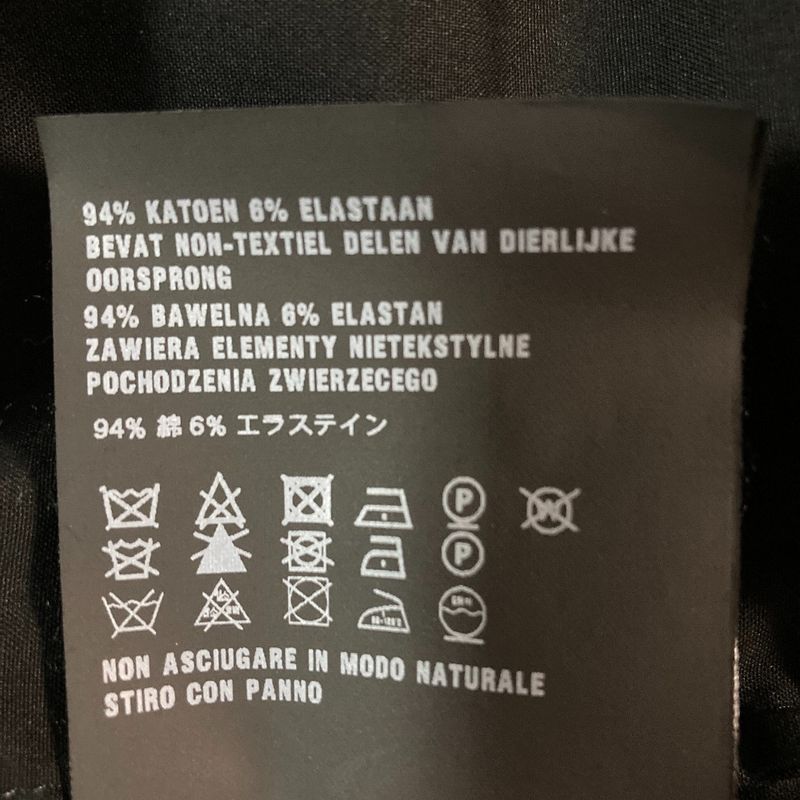 94% KATOEN 6% ELASTAAN
BEVAT NON-TEXTIEL DELEN VAN DIERLIJKE
OORSPRONG
94% BAWELNA 6% ELASTAN
ZAWIERA ELEMENTY NIETEKSTYLNE
POCHODZENIA ZWIERZECEGO
94% 綿 6% エラステイン
P W
P
NON ASCIUGARE IN MODO NATURALE
STIRO CON PANNO